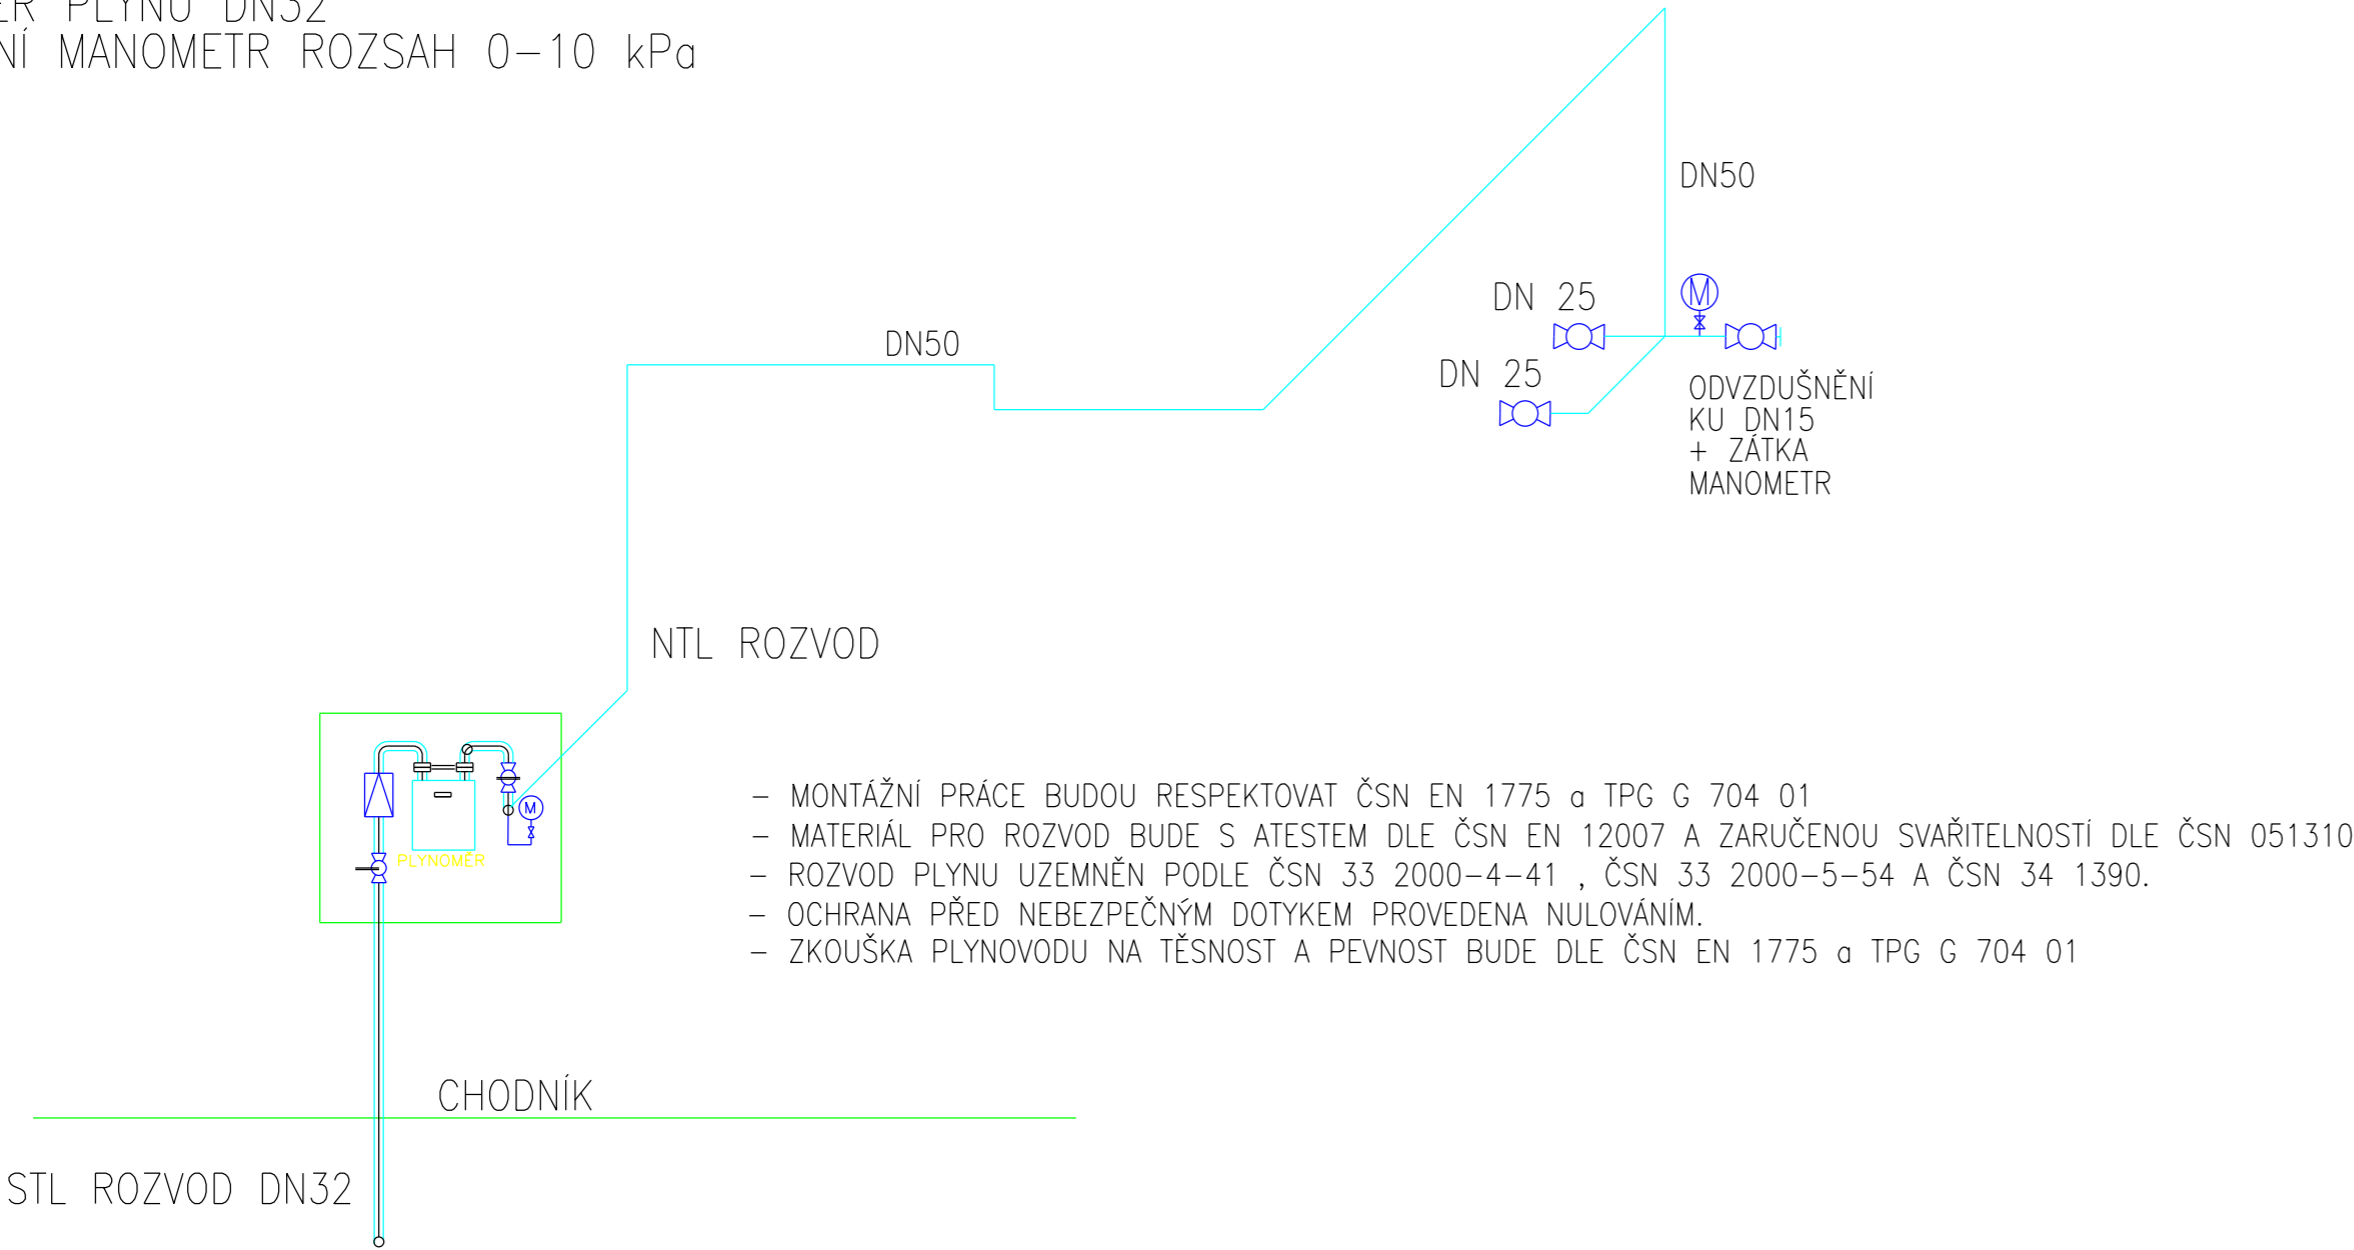 PLYNU DN32
MANOMETR ROZSAH 0-10 kPa
DN50
DN 25
M
DN50
DN 25
ODVZDUŠNĚNÍ
KU DN15
+ ZÁTKA
MANOMETR
NTL ROZVOD
M
PLYNOMĚR
- MONTÁŽNÍ PRÁCE BUDOU RESPEKTOVAT ČSN EN 1775 a TPG G 704 01
- MATERIÁL PRO ROZVOD BUDE S ATESTEM DLE ČSN EN 12007 A ZARUČENOU SVAŘITELNOSTÍ DLE ČSN 051310
- ROZVOD PLYNU UZEMNĚN PODLE ČSN 33 2000-4-41 , ČSN 33 2000-5-54 A ČSN 34 1390.
- OCHRANA PŘED NEBEZPEČNÝM DOTYKEM PROVEDENA NULOVÁNÍM.
- ZKOUŠKA PLYNOVODU NA TĚSNOST A PEVNOST BUDE DLE ČSN EN 1775 a TPG G 704 01
CHODNÍK
STL ROZVOD DN32